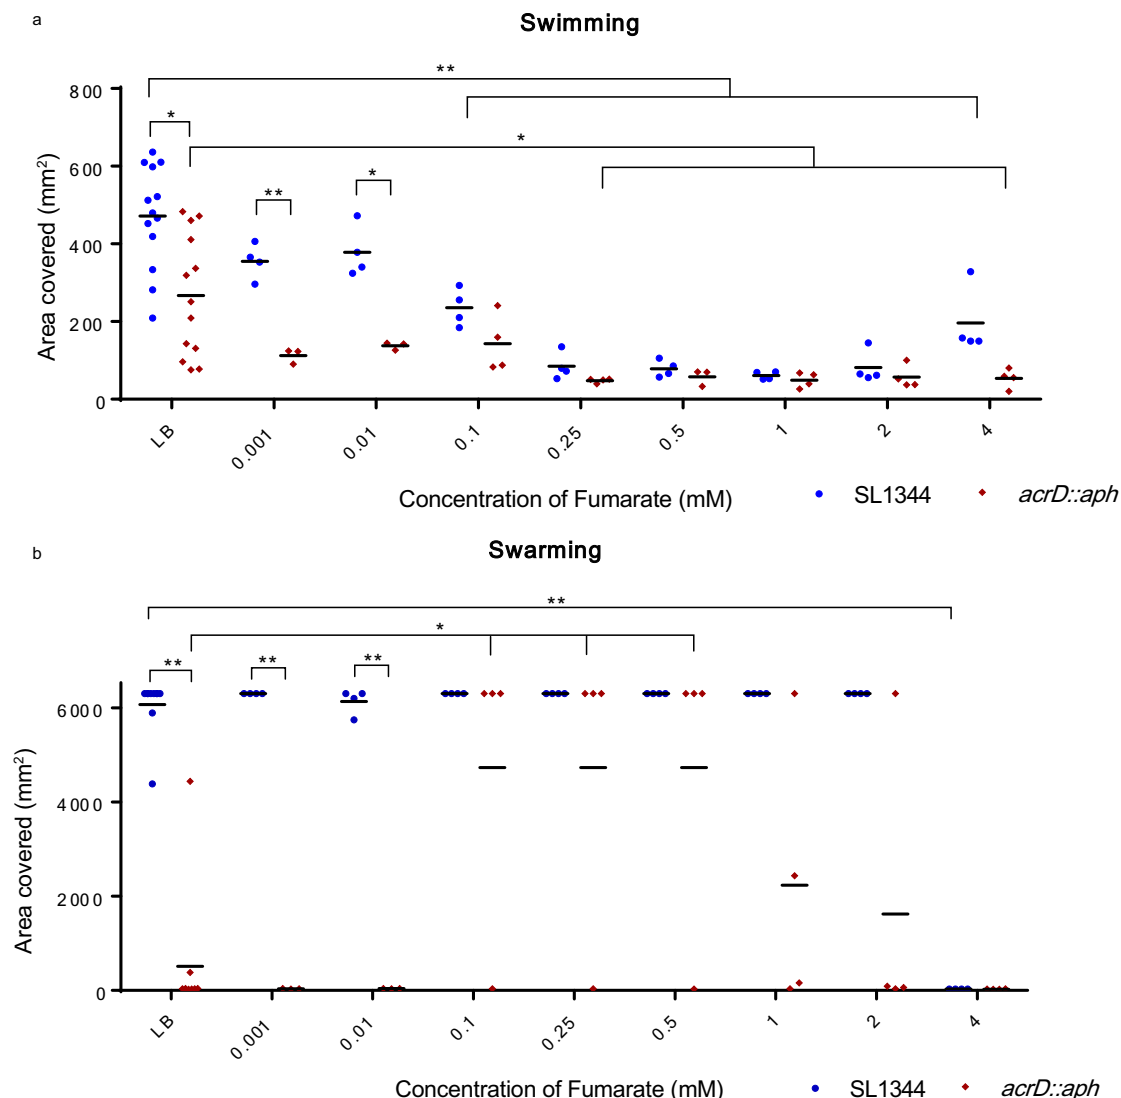 a
Swimming
**
800
*
*
600
**
*
400
200
0
Area covered (mm²)
LB
0.001
0.01
0.1
0.25
0.5
1
2
4
Concentration of Fumarate (mM)
SL1344
acrD::aph
b
Swarming
**
*
**
**
**
6000
4000
2000
0
Area covered (mm²)
LB
0.001
0.01
0.1
0.25
0.5
1
2
4
Concentration of Fumarate (mM)
SL1344
acrD::aph